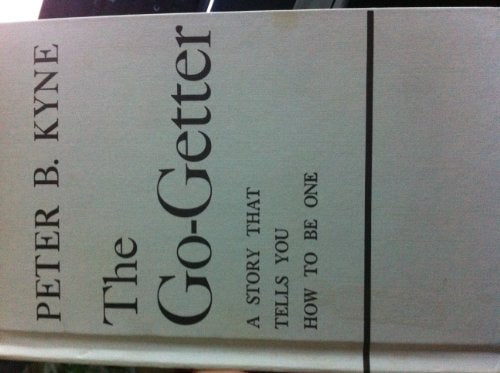 PETER B. KYNE
The
Go-Getter
A STORY THAT
TELLS YOU
HOW TO BE ONE